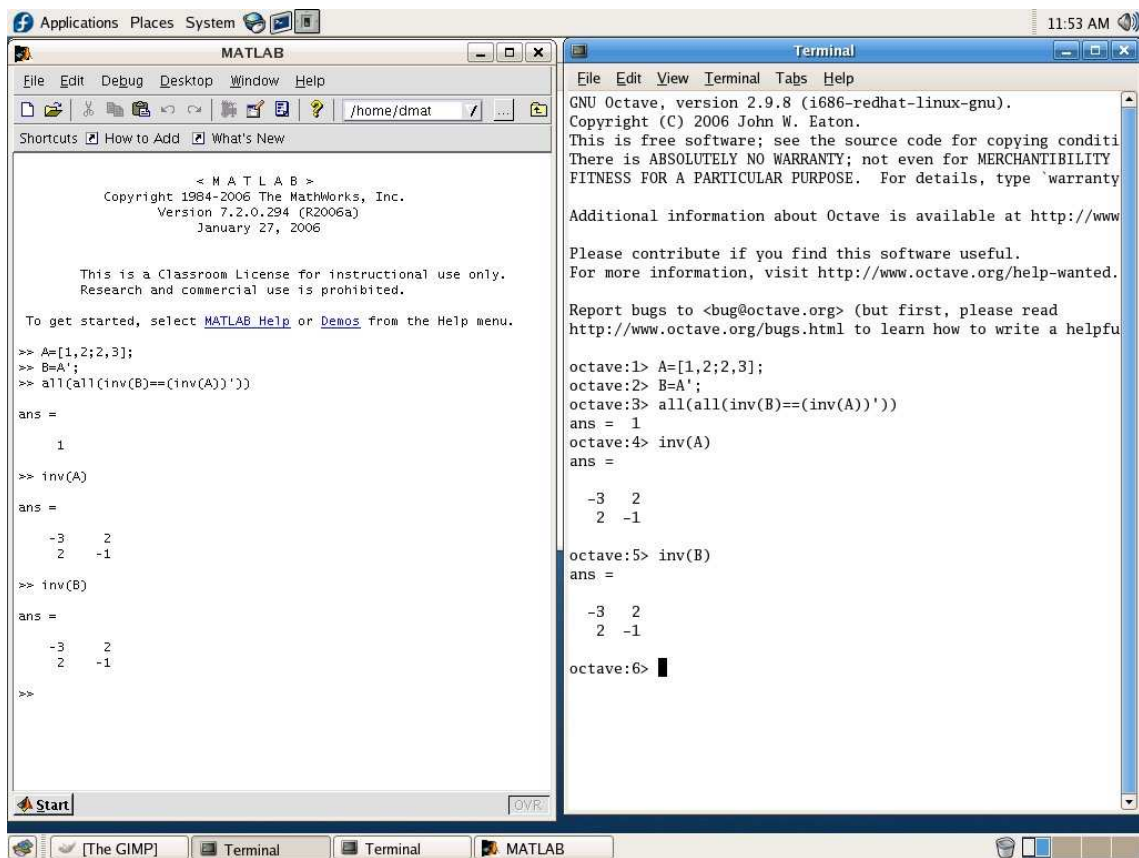 Applications Places System
11:53 AM
MATLAB
File Edit Debug Desktop Window Help
/home/dmat
...
Shortcuts How to Add What's New
< M A T L A B >
Copyright 1984-2006 The MathWorks, Inc.
Version 7.2.0.294 (R2006a)
January 27, 2006
This is a Classroom License for instructional use only.
Research and commercial use is prohibited.
To get started, select MATLAB Help or Demos from the Help menu.
>> A=[1,2;2,3];
>> B=A';
>> all(all(inv(B)==(inv(A))'))
ans =
1
>> inv(A)
ans =
-3 2
2 -1
>> inv(B)
ans =
-3 2
2 -1
>>
Start
OVR
Terminal
File Edit View Terminal Tabs Help
GNU Octave, version 2.9.8 (i686-redhat-linux-gnu).
Copyright (C) 2006 John W. Eaton.
This is free software; see the source code for copying conditi
There is ABSOLUTELY NO WARRANTY; not even for MERCHANTIBILITY
FITNESS FOR A PARTICULAR PURPOSE.  For details, type `warranty
Additional information about Octave is available at http://www
Please contribute if you find this software useful.
For more information, visit http://www.octave.org/help-wanted.
Report bugs to <bug@octave.org> (but first, please read
http://www.octave.org/bugs.html to learn how to write a helpfu
octave:1> A=[1,2;2,3];
octave:2> B=A';
octave:3> all(all(inv(B)==(inv(A))'))
ans =  1
octave:4> inv(A)
ans =
-3 2
2 -1
octave:5> inv(B)
ans =
-3 2
2 -1
octave:6>
[The GIMP]
Terminal
Terminal
MATLAB